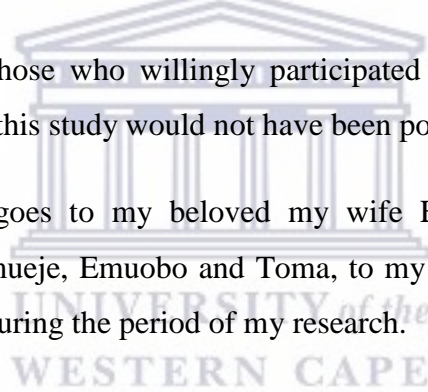 hose who willingly participated
this study would not have been po
goes to my beloved my wife
ueje, Emuobo and Toma, to my
uring the period of my research.
UNIVERSITY of the
WESTERN CAPE